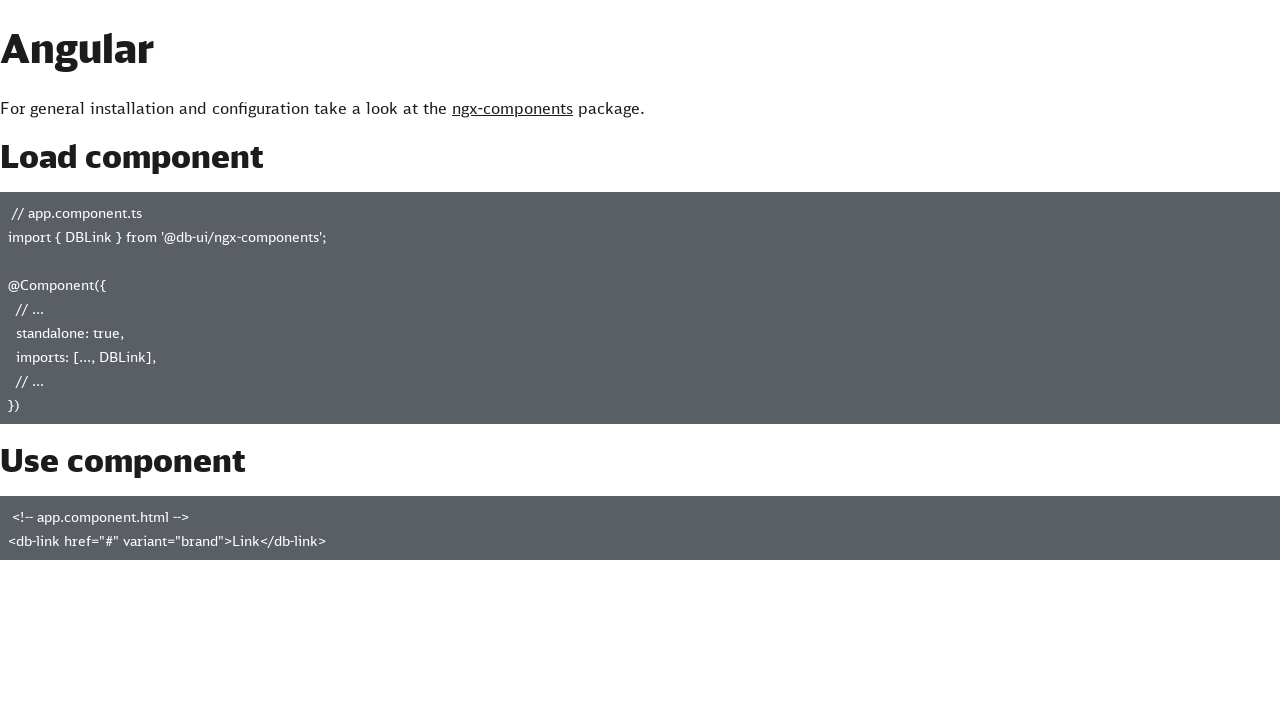 Angular
For general installation and configuration take a look at the ngx-components package.
Load component
// app.component.ts
import { DBLink } from '@db-ui/ngx-components';
@Component({
// ...
standalone: true,
imports: [..., DBLink],
// ...
})
Use component
<!-- app.component.html -->
<db-link href="#" variant="brand">Link</db-link>